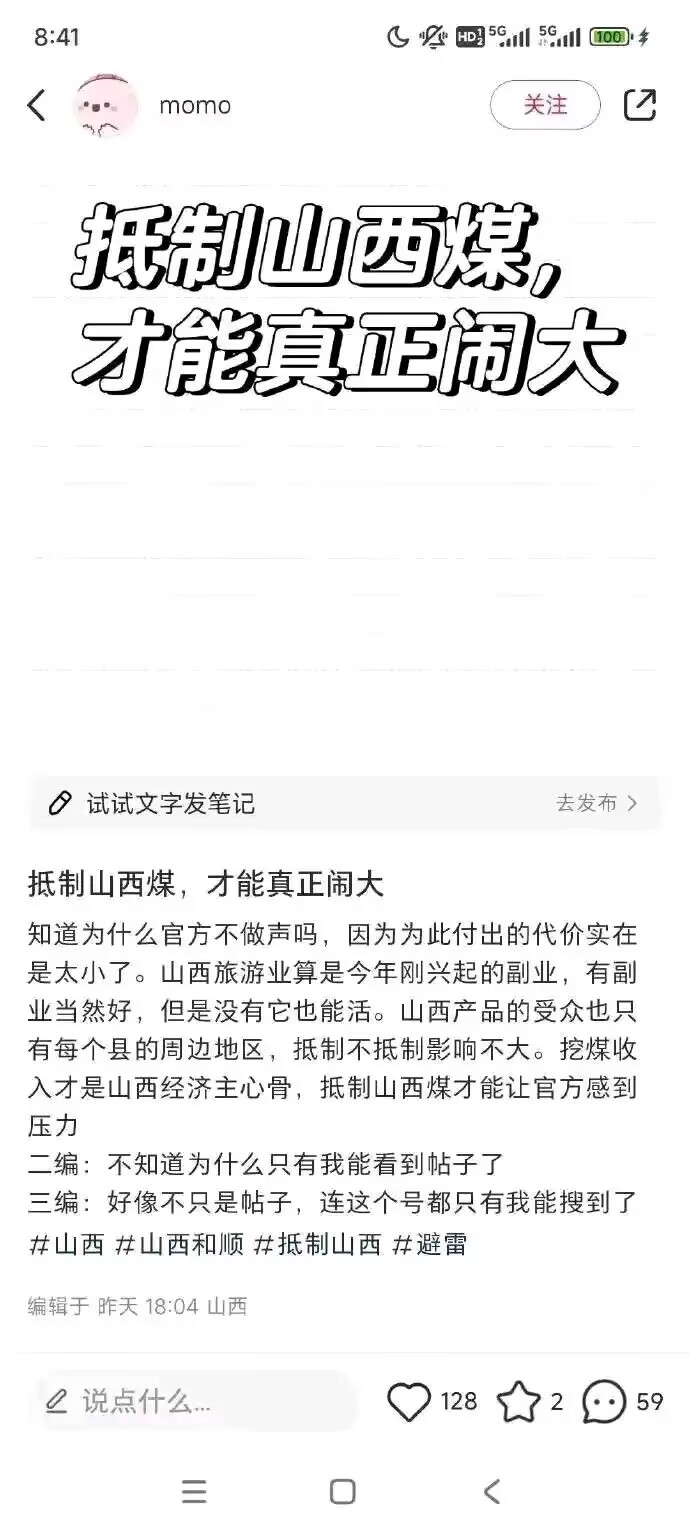 8:41
HD 1 2 5G 5G 100
momo
关注
抵制山西煤,
才能真正闹大
试试文字发笔记
去发布
抵制山西煤，才能真正闹大
知道为什么官方不做声吗，因为为此付出的代价实在
是太小了。山西旅游业算是今年刚兴起的副业，有副
业当然好，但是没有它也能活。山西产品的受众也只
有每个县的周边地区，抵制不抵制影响不大。挖煤收
入才是山西经济主心骨，抵制山西煤才能让官方感到
压力
二编：不知道为什么只有我能看到帖子了
三编：好像不只是帖子，连这个号都只有我能搜到了
#山西 #山西和顺 #抵制山西 #避雷
编辑于 昨天 18:04 山西
说点什么...
128
2
59